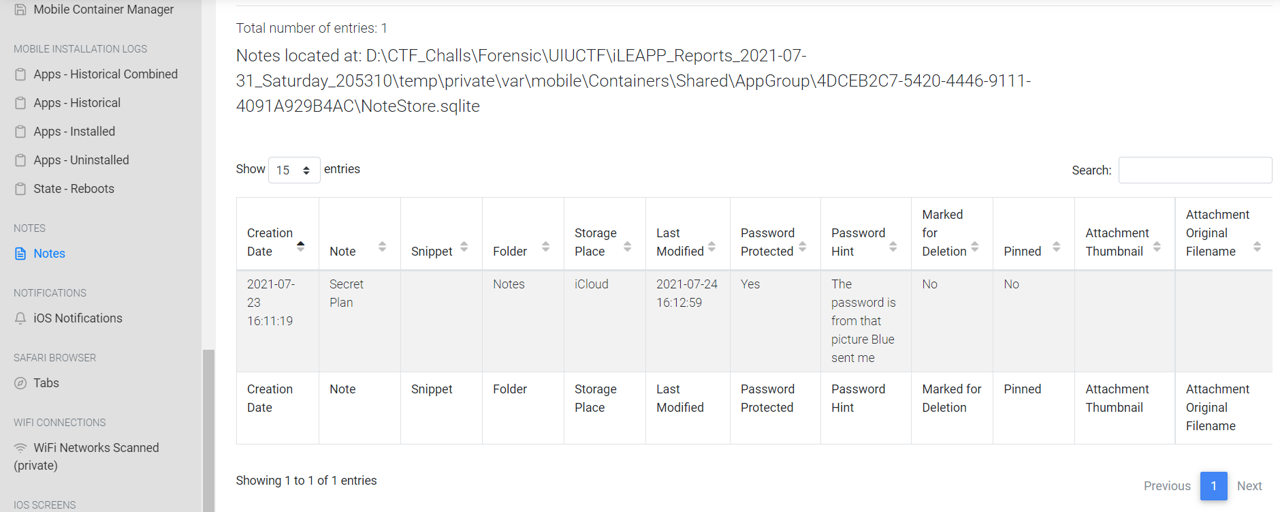 Mobile Container Manager
MOBILE INSTALLATION LOGS
Apps - Historical Combined
Apps - Historical
Apps - Installed
Apps - Uninstalled
State - Reboots
NOTES
Notes
NOTIFICATIONS
iOS Notifications
SAFARI BROWSER
Tabs
WIFI CONNECTIONS
WiFi Networks Scanned
(private)
IOS SCREENS
Total number of entries: 1
Notes located at: D:\CTF_Challs\Forensic\UIUCTF\iLEAPP_Reports_2021-07-
31_Saturday_205310\temp\private\var\mobile\Containers\Shared\AppGroup\4DCEB2C7-5420-4446-9111-
4091A929B4AC\NoteStore.sqlite
Show 15 entries
Search:
Creation
Date
Note
Snippet
Folder
Storage
Place
Last
Modified
Password
Protected
Password
Hint
Marked
for
Deletion
Pinned
Attachment
Thumbnail
Attachment
Original
Filename
2021-07-
23
16:11:19
Secret
Plan
Notes
iCloud
2021-07-24
16:12:59
Yes
The
password is
from that
picture Blue
sent me
No
No
Creation
Date
Note
Snippet
Folder
Storage
Place
Last
Modified
Password
Protected
Password
Hint
Marked for
Deletion
Pinned
Attachment
Thumbnail
Attachment
Original
Filename
Showing 1 to 1 of 1 entries
Previous 1 Next